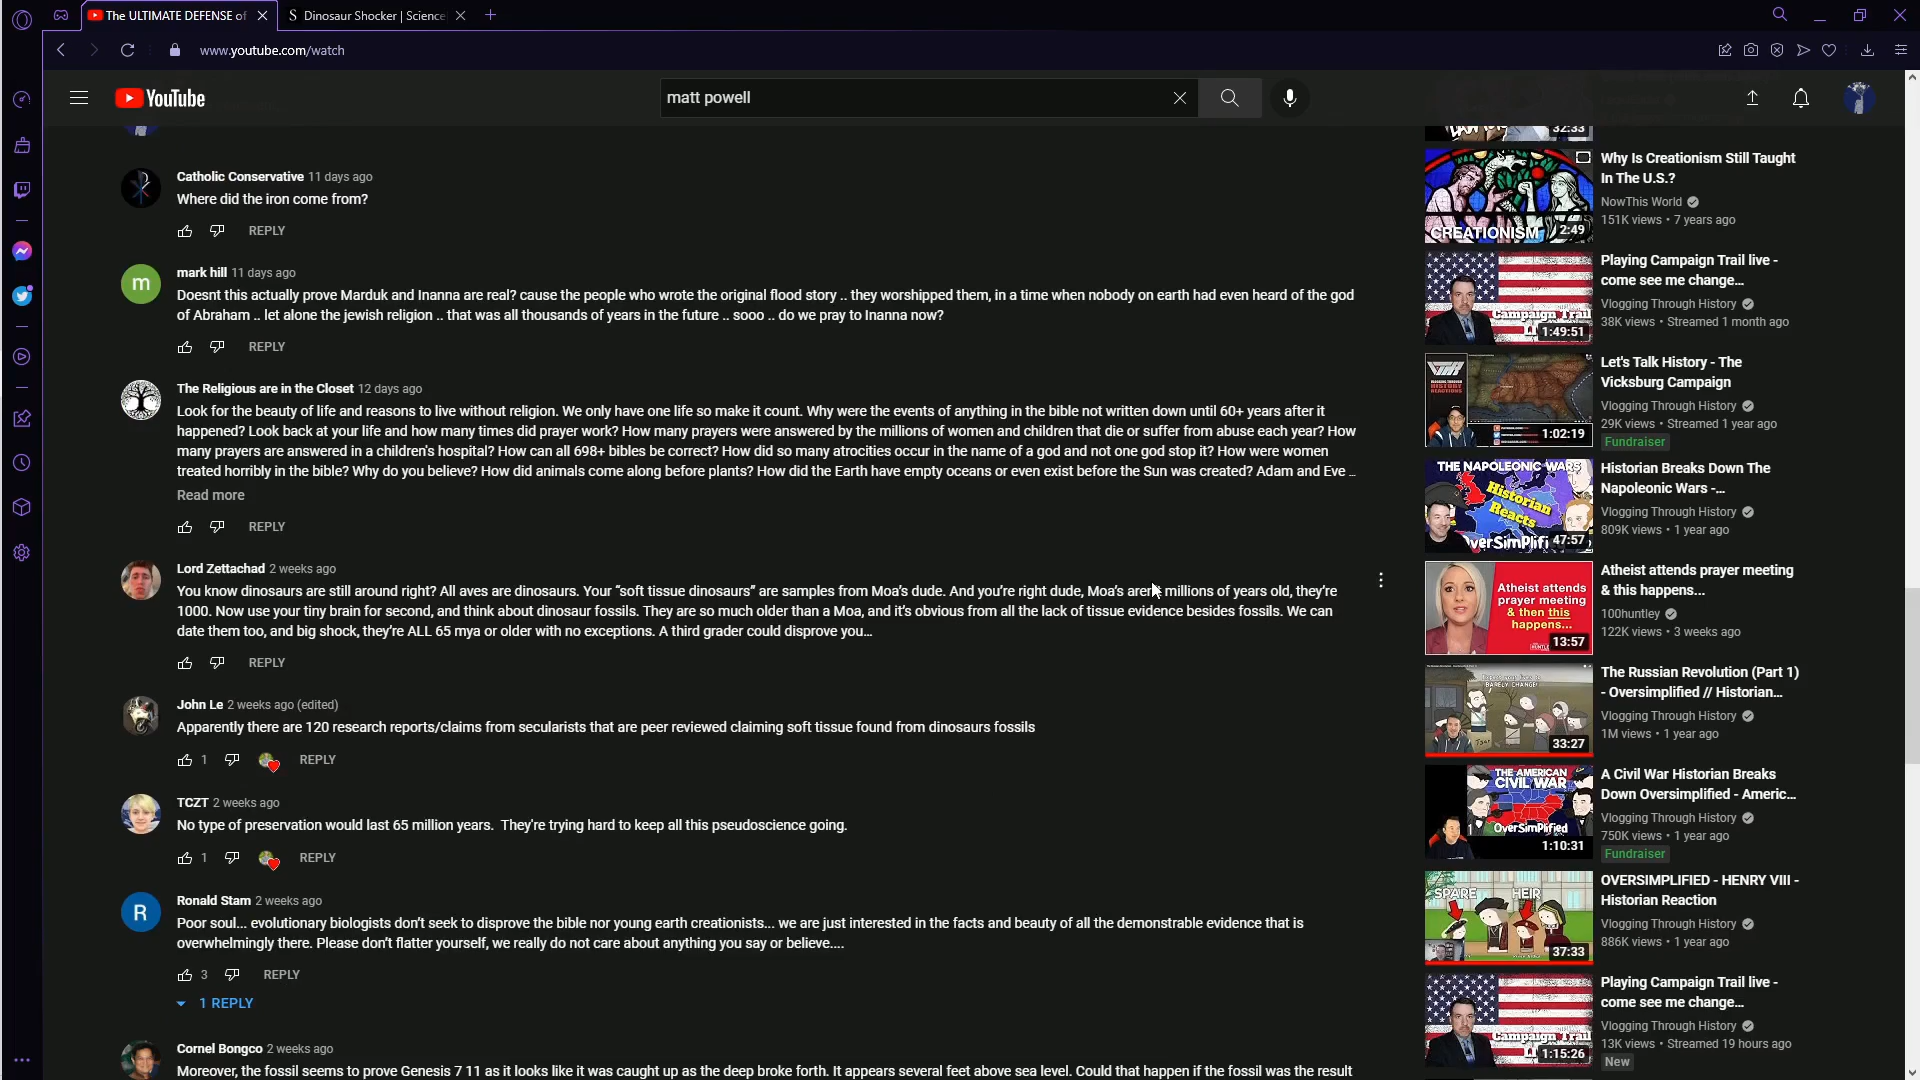 The ULTIMATE DEFENSE of
Dinosaur Shocker | Science
www.youtube.com/watch
YouTube
matt powell
Catholic Conservative 11 days ago
Where did the iron come from?
REPLY
m
mark hill 11 days ago
Doesnt this actually prove Marduk and Inanna are real? cause the people who wrote the original flood story .. they worshipped them, in a time when nobody on earth had even heard of the god
of Abraham .. let alone the jewish religion .. that was all thousands of years in the future .. sooo .. do we pray to Inanna now?
REPLY
The Religious are in the Closet 12 days ago
Look for the beauty of life and reasons to live without religion. We only have one life so make it count. Why were the events of anything in the bible not written down until 60+ years after it
happened? Look back at your life and how many times did prayer work? How many prayers were answered by the millions of women and children that die or suffer from abuse each year? How
many prayers are answered in a children's hospital? How can all 698+ bibles be correct? How did so many atrocities occur in the name of a god and not one god stop it? How were women
treated horribly in the bible? Why do you believe? How did animals come along before plants? How did the Earth have empty oceans or even exist before the Sun was created? Adam and Eve ..
Read more
REPLY
Lord Zettachad 2 weeks ago
You know dinosaurs are still around right? All aves are dinosaurs. Your “soft tissue dinosaurs” are samples from Moa’s dude. And you’re right dude, Moa’s aren't millions of years old, they’re
1000. Now use your tiny brain for second, and think about dinosaur fossils. They are so much older than a Moa, and it’s obvious from all the lack of tissue evidence besides fossils. We can
date them too, and big shock, they’re ALL 65 mya or older with no exceptions. A third grader could disprove you...
REPLY
John Le 2 weeks ago (edited)
Apparently there are 120 research reports/claims from secularists that are peer reviewed claiming soft tissue found from dinosaurs fossils
1 REPLY
TCZT 2 weeks ago
No type of preservation would last 65 million years.  They're trying hard to keep all this pseudoscience going.
1 REPLY
R
Ronald Stam 2 weeks ago
Poor soul... evolutionary biologists don’t seek to disprove the bible nor young earth creationists... we are just interested in the facts and beauty of all the demonstrable evidence that is
overwhelmingly there. Please don’t flatter yourself, we really do not care about anything you say or believe....
3 REPLY
1 REPLY
Cornel Bongco 2 weeks ago
Moreover, the fossil seems to prove Genesis 7 11 as it looks like it was caught up as the deep broke forth. It appears several feet above sea level. Could that happen if the fossil was the result
32:33
CREATIONISM
2:49
Why Is Creationism Still Taught
In The U.S.?
NowThis World
151K views • 7 years ago
Campaign Trail
1:49:51
Playing Campaign Trail live -
come see me change...
Vlogging Through History
38K views • Streamed 1 month ago
1:02:19
Let's Talk History - The
Vicksburg Campaign
Vlogging Through History
29K views • Streamed 1 year ago
Fundraiser
THE NAPOLEONIC WARS
Historian
Reacts
OverSimplifi
47:57
Historian Breaks Down The
Napoleonic Wars -...
Vlogging Through History
809K views • 1 year ago
Atheist attends
prayer meeting
& then this
happens...
13:57
Atheist attends prayer meeting
& this happens...
100huntley
122K views • 3 weeks ago
BARELY CHANGE!
33:27
The Russian Revolution (Part 1)
- Oversimplified // Historian...
Vlogging Through History
1M views • 1 year ago
THE AMERICAN
CIVIL WAR
OverSimplified
1:10:31
A Civil War Historian Breaks
Down Oversimplified - Americ...
Vlogging Through History
750K views • 1 year ago
Fundraiser
SPARE HEIR
37:33
OVERSIMPLIFIED - HENRY VIII -
Historian Reaction
Vlogging Through History
886K views • 1 year ago
Campaign Trail
1:15:26
Playing Campaign Trail live -
come see me change...
Vlogging Through History
13K views • Streamed 19 hours ago
New